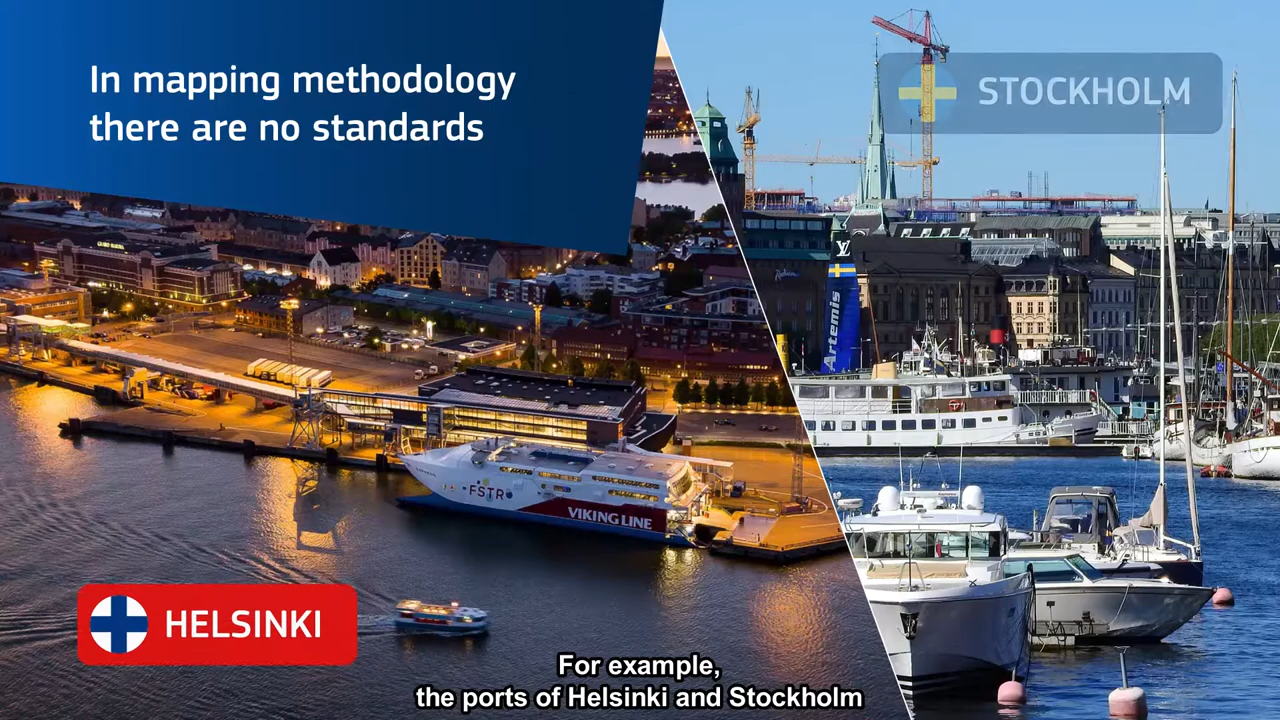 In mapping methodology
there are no standards
STOCKHOLM
Artemis
FSTR
VIKING LINE
HELSINKI
For example,
the ports of Helsinki and Stockholm